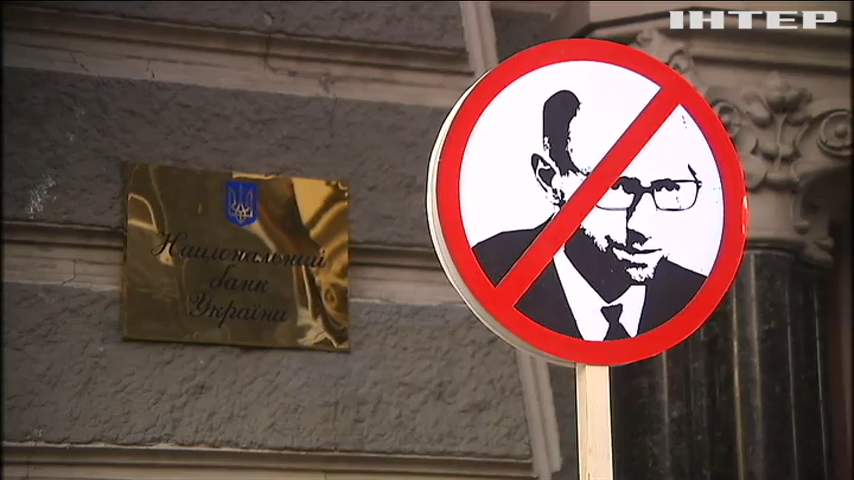 ІНТЕР
Національний
банк
України